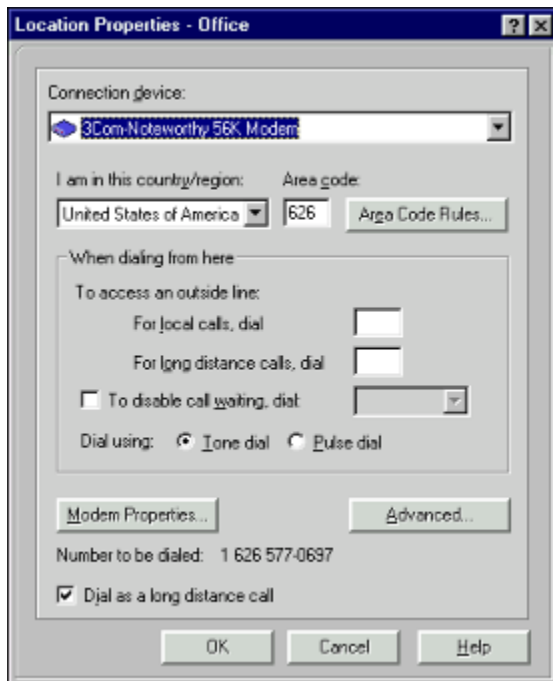 Location Properties - Office
Connection device:
3Com-Noteworthy 56K Modem
I am in this country/region: Area code:
United States of America 626 Area Code Rules...
When dialing from here
To access an outside line:
For local calls, dial
For long distance calls, dial
To disable call waiting, dial:
Dial using: Tone dial Pulse dial
Modem Properties... Advanced...
Number to be dialed: 1 626 577-0697
Dial as a long distance call
OK Cancel Help